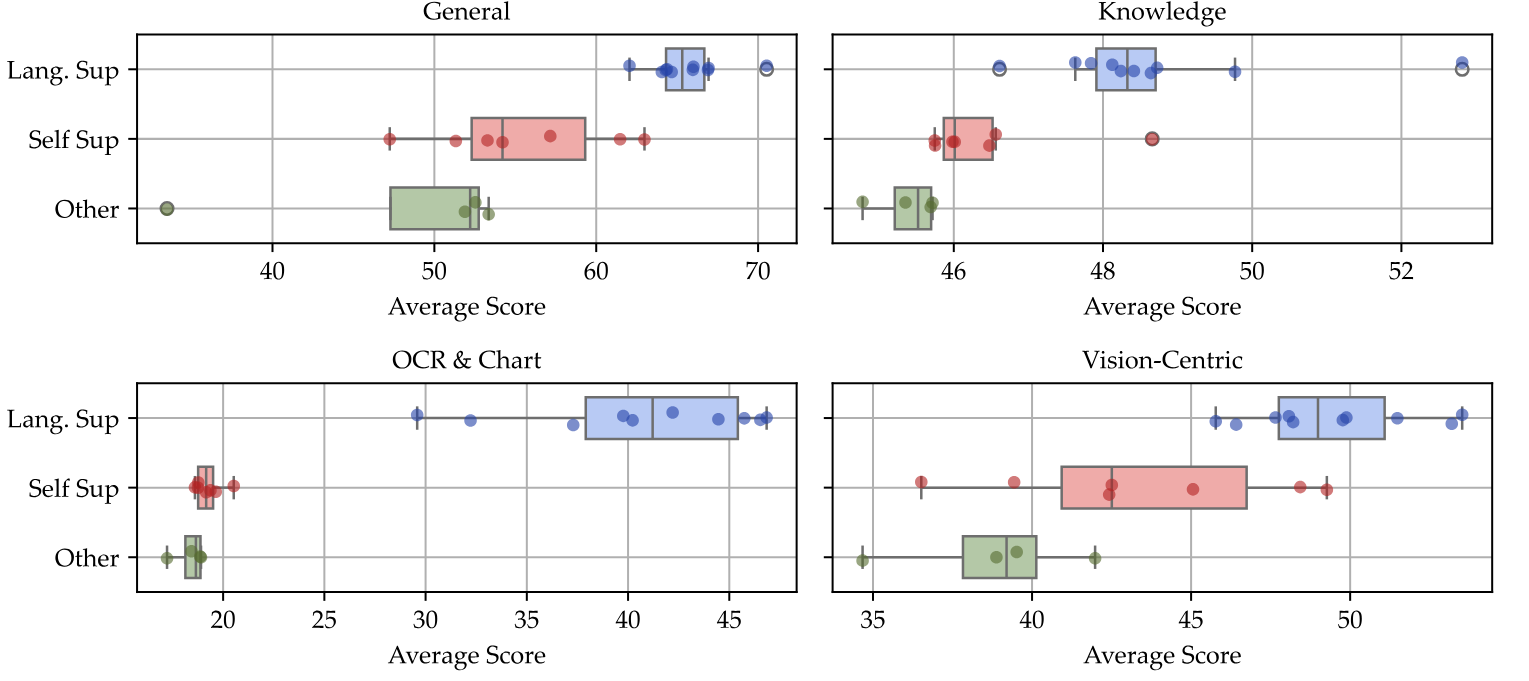 General
Lang. Sup
Self Sup
Other
40 50 60 70
Average Score
Knowledge
46 48 50 52
Average Score
OCR & Chart
Lang. Sup
Self Sup
Other
20 25 30 35 40 45
Average Score
Vision-Centric
35 40 45 50
Average Score